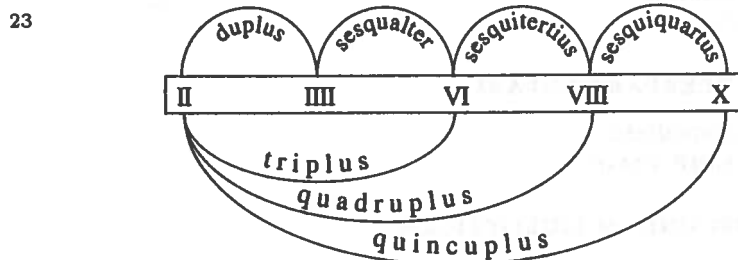 23
duplus sesqualter sesquitertius sesquiquartus
II IIII VI VIII X
triplus
quadruplus
quincuplus